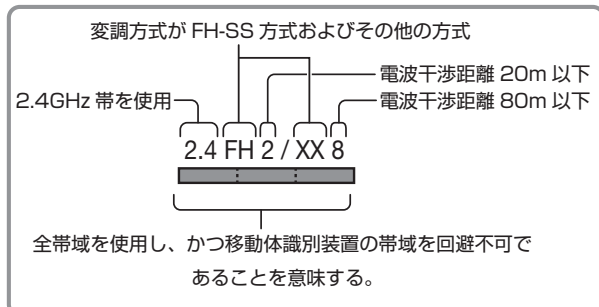 変調方式が FH-SS 方式およびその他の方式
電波干渉距離 20m 以下
2.4GHz 帯を使用
電波干渉距離 80m 以下
2.4 FH 2 / XX 8
全帯域を使用し、かつ移動体識別装置の帯域を回避不可で
あることを意味する。